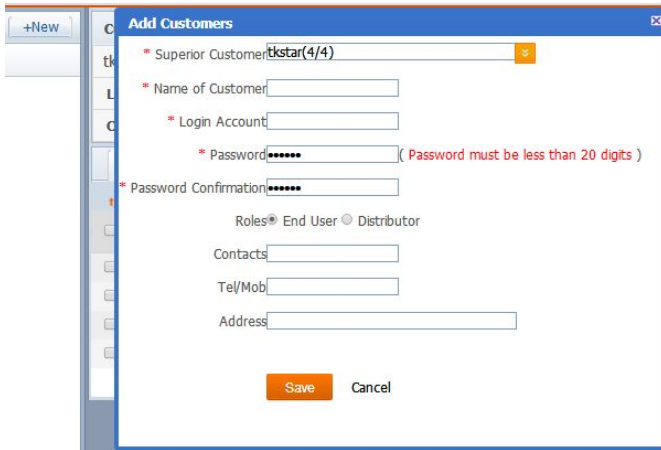 +New
Add Customers
* Superior Customer tkstar(4/4)
* Name of Customer
* Login Account
* Password •••••• ( Password must be less than 20 digits )
* Password Confirmation ••••••
Roles End User Distributor
Contacts
Tel/Mob
Address
Save Cancel